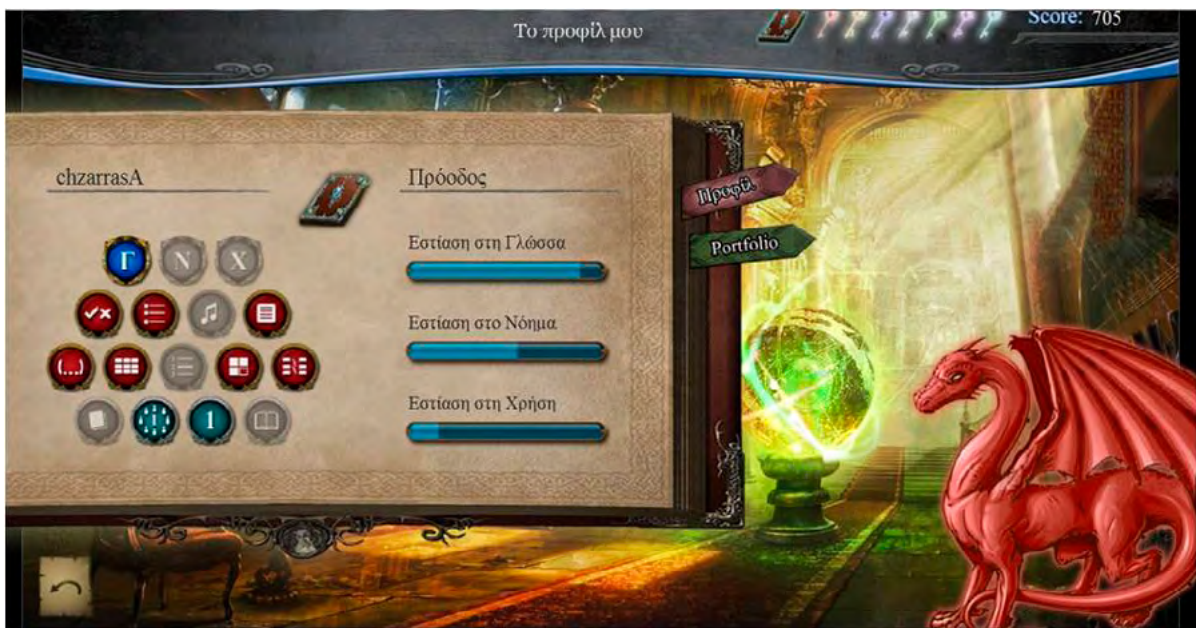 Το προφίλ μου
Score: 705
chzarrasA
Πρόοδος
Προφίλ
Portfolio
Γ Ν Χ
Εστίαση στη Γλώσσα
Εστίαση στο Νόημα
(...)
Εστίαση στη Χρήση
1